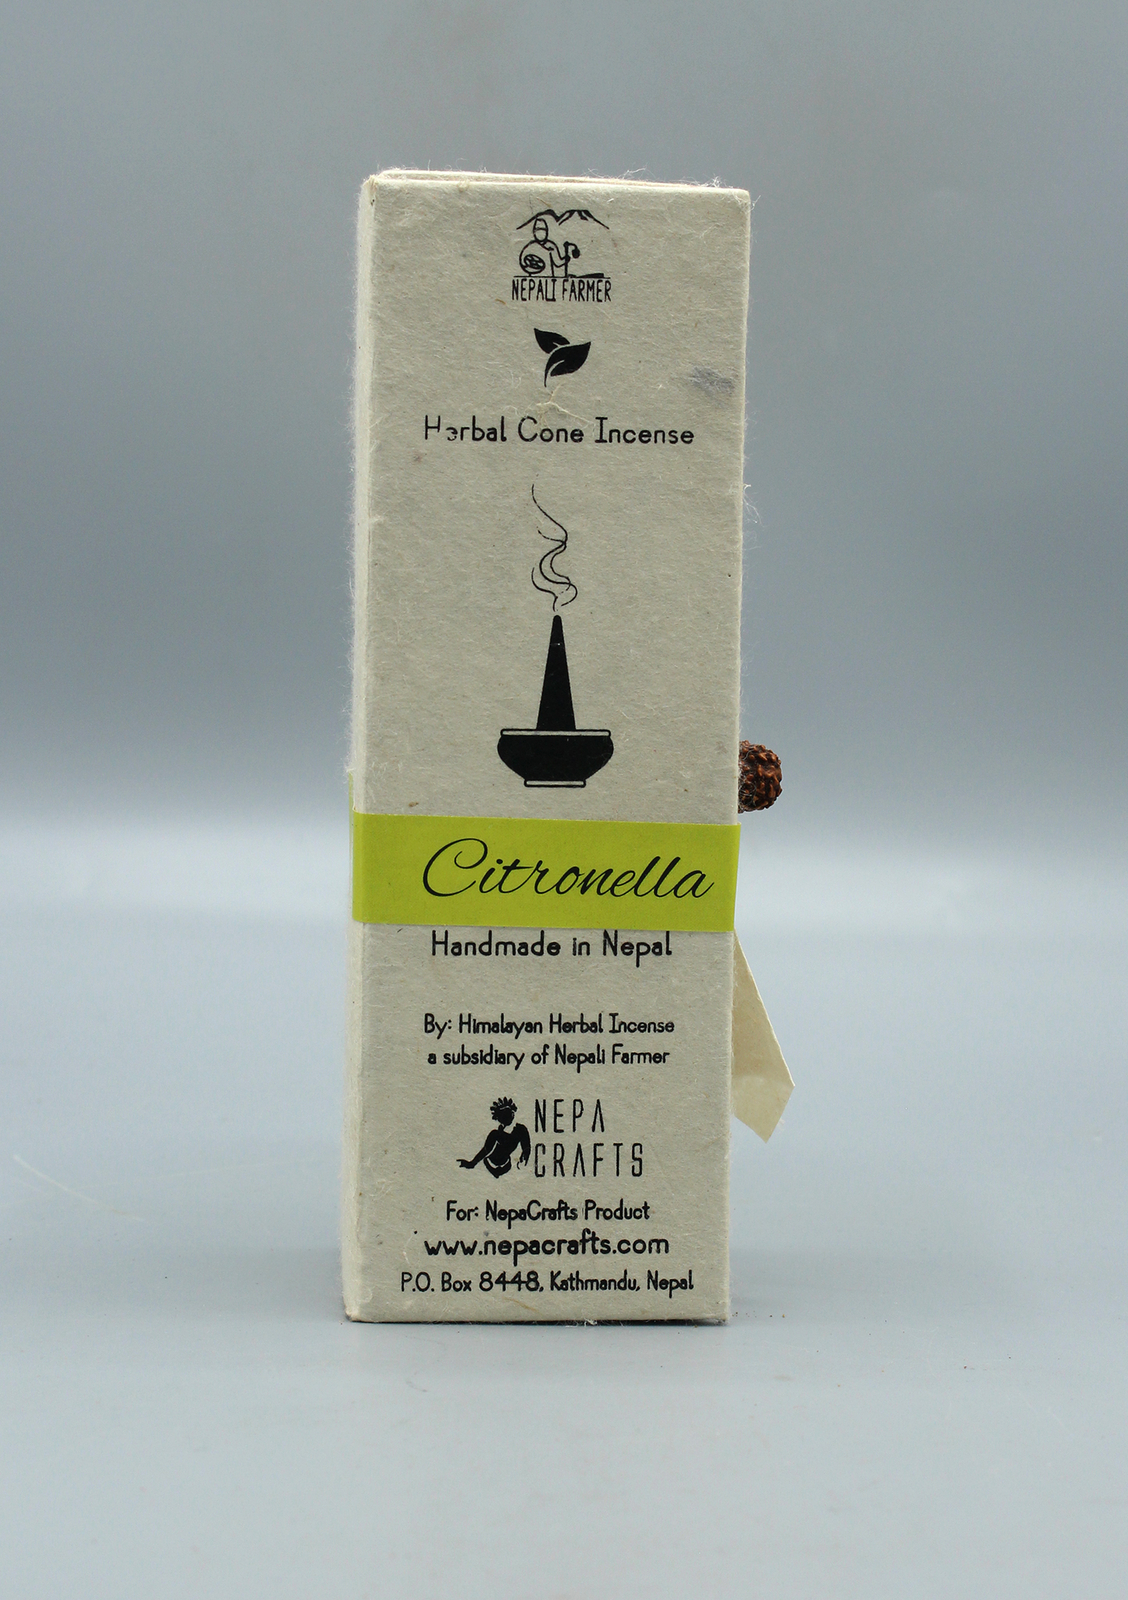 NEPALI FARMER
Herbal Cone Incense
Citronella
Handmade in Nepal
By: Himalayan Herbal Incense
a subsidiary of Nepali Farmer
NEPA
CRAFTS
For: NepaCrafts Product
www.nepacrafts.com
P.O. Box 8448, Kathmandu, Nepal